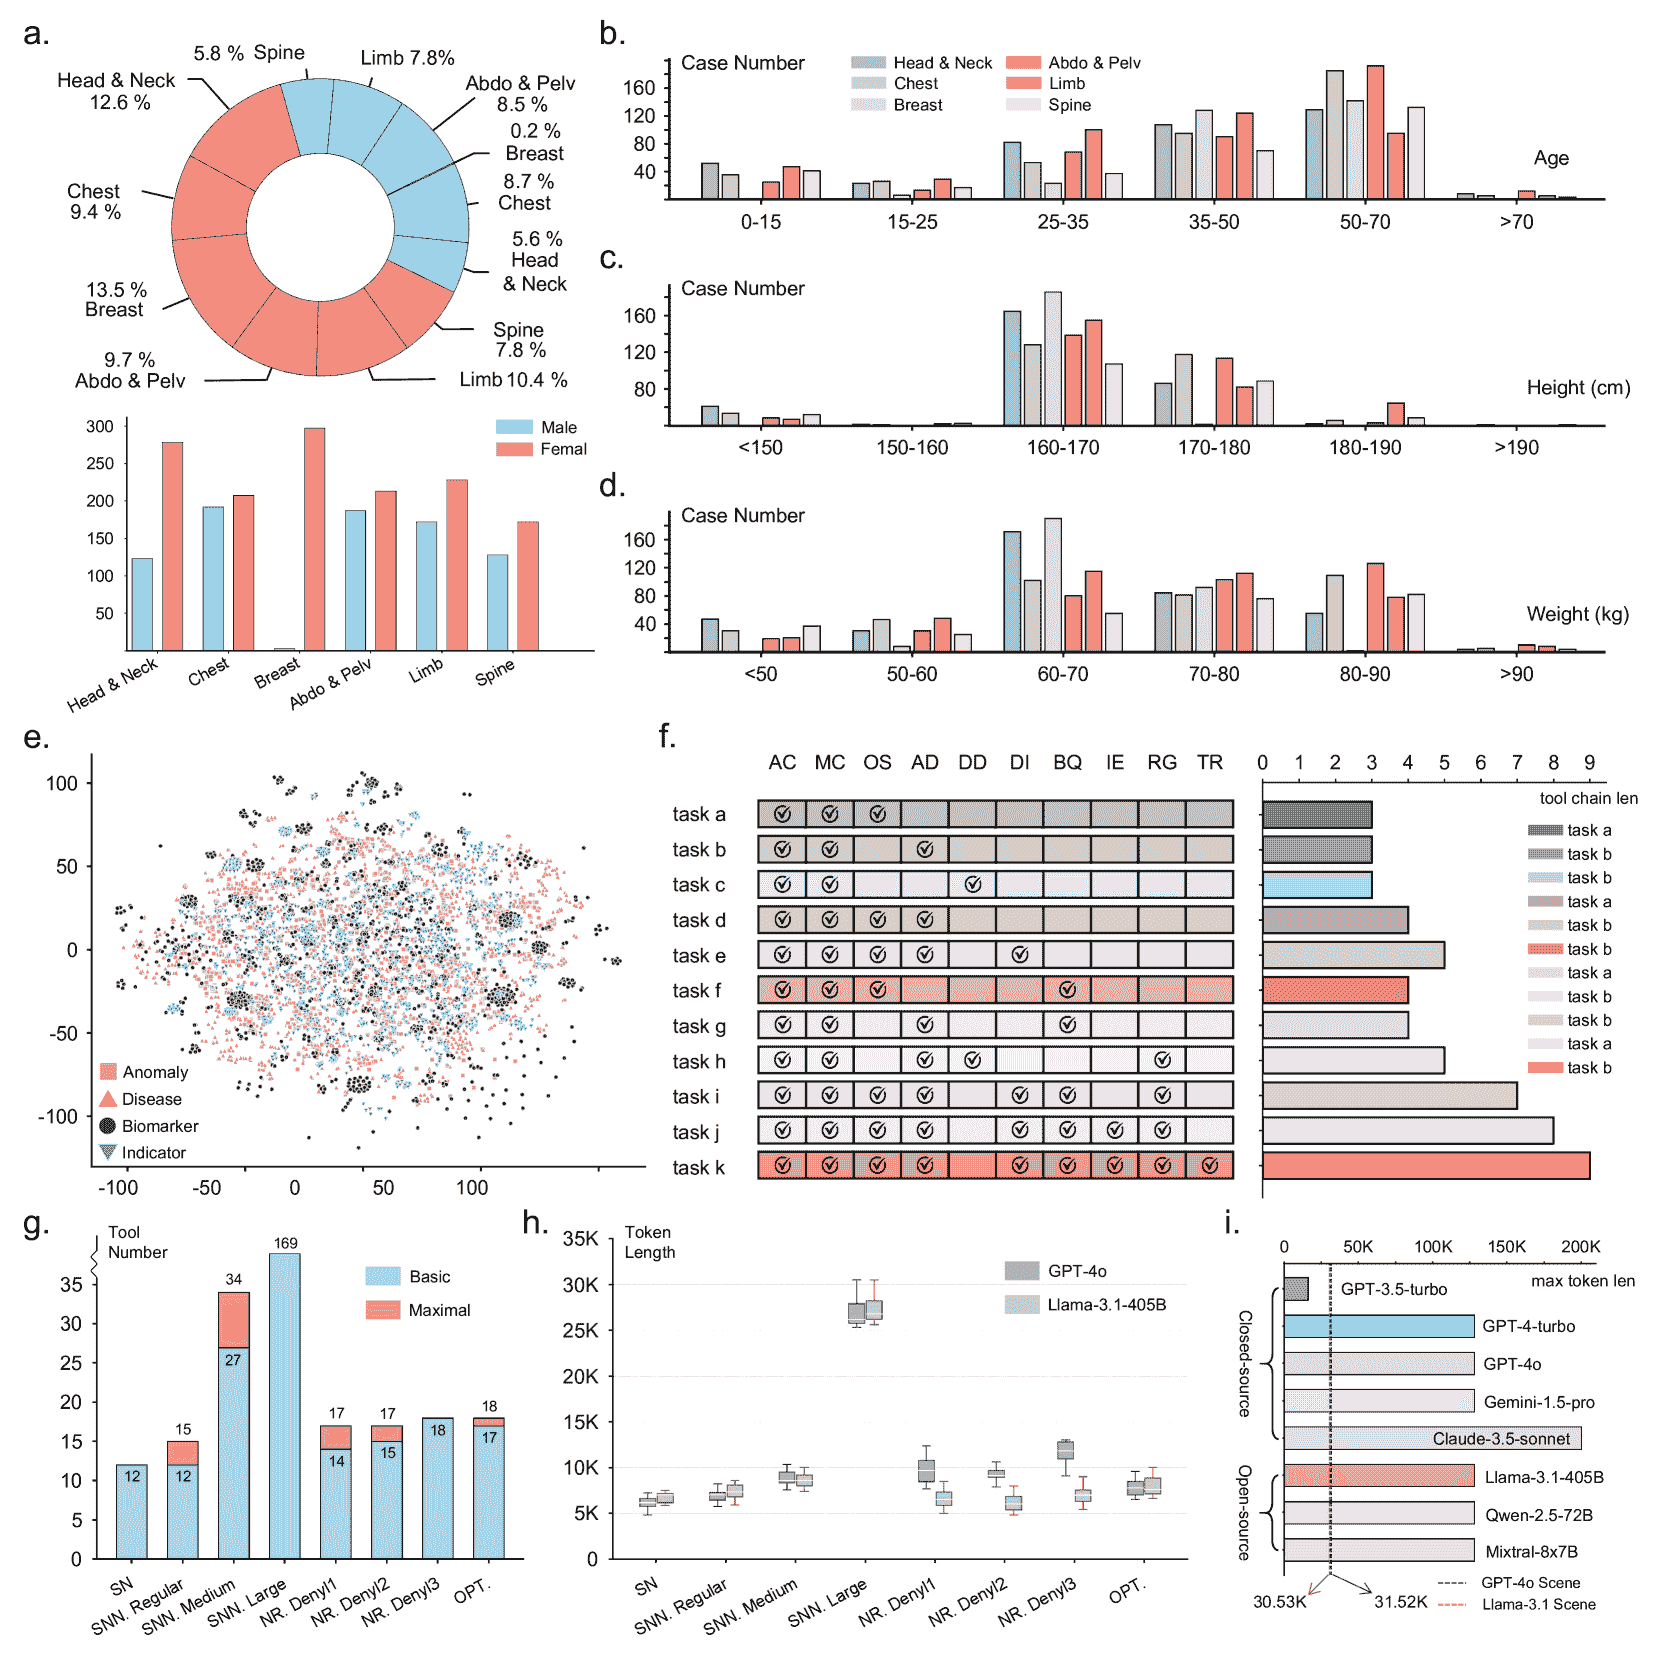 a.
5.8 % Spine
Limb 7.8%
Head & Neck
12.6 %
Abdo & Pelv
8.5 %
0.2 %
Breast
8.7 %
Chest
Chest
9.4 %
5.6 %
Head
& Neck
13.5 %
Breast
Spine
7.8 %
9.7 %
Abdo & Pelv
Limb 10.4 %
300
250
200
150
100
50
Male
Femal
Head & Neck
Chest
Breast
Abdo & Pelv
Limb
Spine
b.
Case Number
Head & Neck
Chest
Breast
Abdo & Pelv
Limb
Spine
160
120
80
40
Age
0-15
15-25
25-35
35-50
50-70
>70
c.
Case Number
160
120
80
Height (cm)
<150
150-160
160-170
170-180
180-190
>190
d.
Case Number
160
120
80
40
Weight (kg)
<50
50-60
60-70
70-80
80-90
>90
e.
100
50
0
-50
-100
Anomaly
Disease
Biomarker
Indicator
-100
-50
0
50
100
f.
AC MC OS AD DD DI BQ IE RG TR
task a
task b
task c
task d
task e
task f
task g
task h
task i
task j
task k
0 1 2 3 4 5 6 7 8 9
tool chain len
task a
task b
task b
task a
task b
task b
task a
task b
task b
task a
task b
g.
Tool
Number
35
30
25
20
15
10
5
0
Basic
Maximal
12
15
12
34
27
169
17
14
17
15
18
18
17
SN
SNN. Regular
SNN. Medium
SNN. Large
NR. Deny1
NR. Deny2
NR. Deny3
OPT.
h.
Token
Length
35K
30K
25K
20K
15K
10K
5K
0
GPT-4o
Llama-3.1-405B
SN
SNN. Regular
SNN. Medium
SNN. Large
NR. Deny1
NR. Deny2
NR. Deny3
OPT.
i.
0 50K 100K 150K 200K
max token len
Closed-source
Open-source
GPT-3.5-turbo
GPT-4-turbo
GPT-4o
Gemini-1.5-pro
Claude-3.5-sonnet
Llama-3.1-405B
Qwen-2.5-72B
Mixtral-8x7B
30.53K
31.52K
GPT-4o Scene
Llama-3.1 Scene